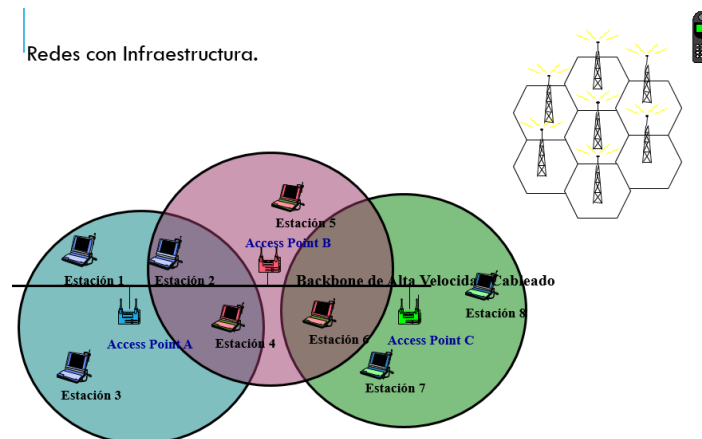 Redes con Infraestructura.
Estación 5
Access Point B
Estación 1
Estación 2
Backbone de Alta Velocidad Cableado
Estación 8
Access Point A
Estación 4
Estación 6
Access Point C
Estación 3
Estación 7